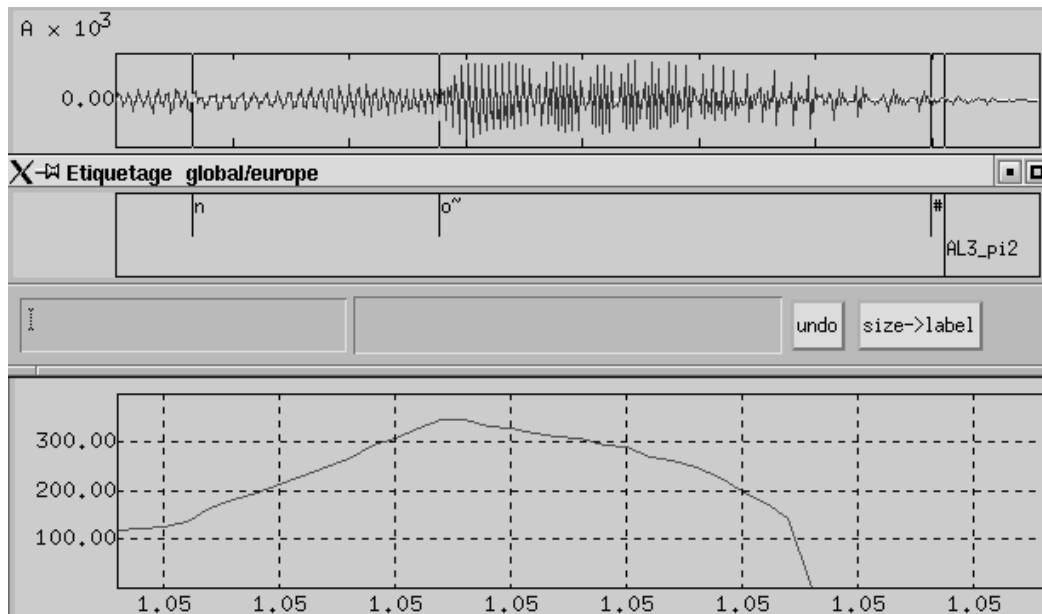 A × 10³
0.00
Etiquetage global/europe
n o~ #
AL3_pi2
undo size->label
300.00
200.00
100.00
1.05 1.05 1.05 1.05 1.05 1.05 1.05 1.05